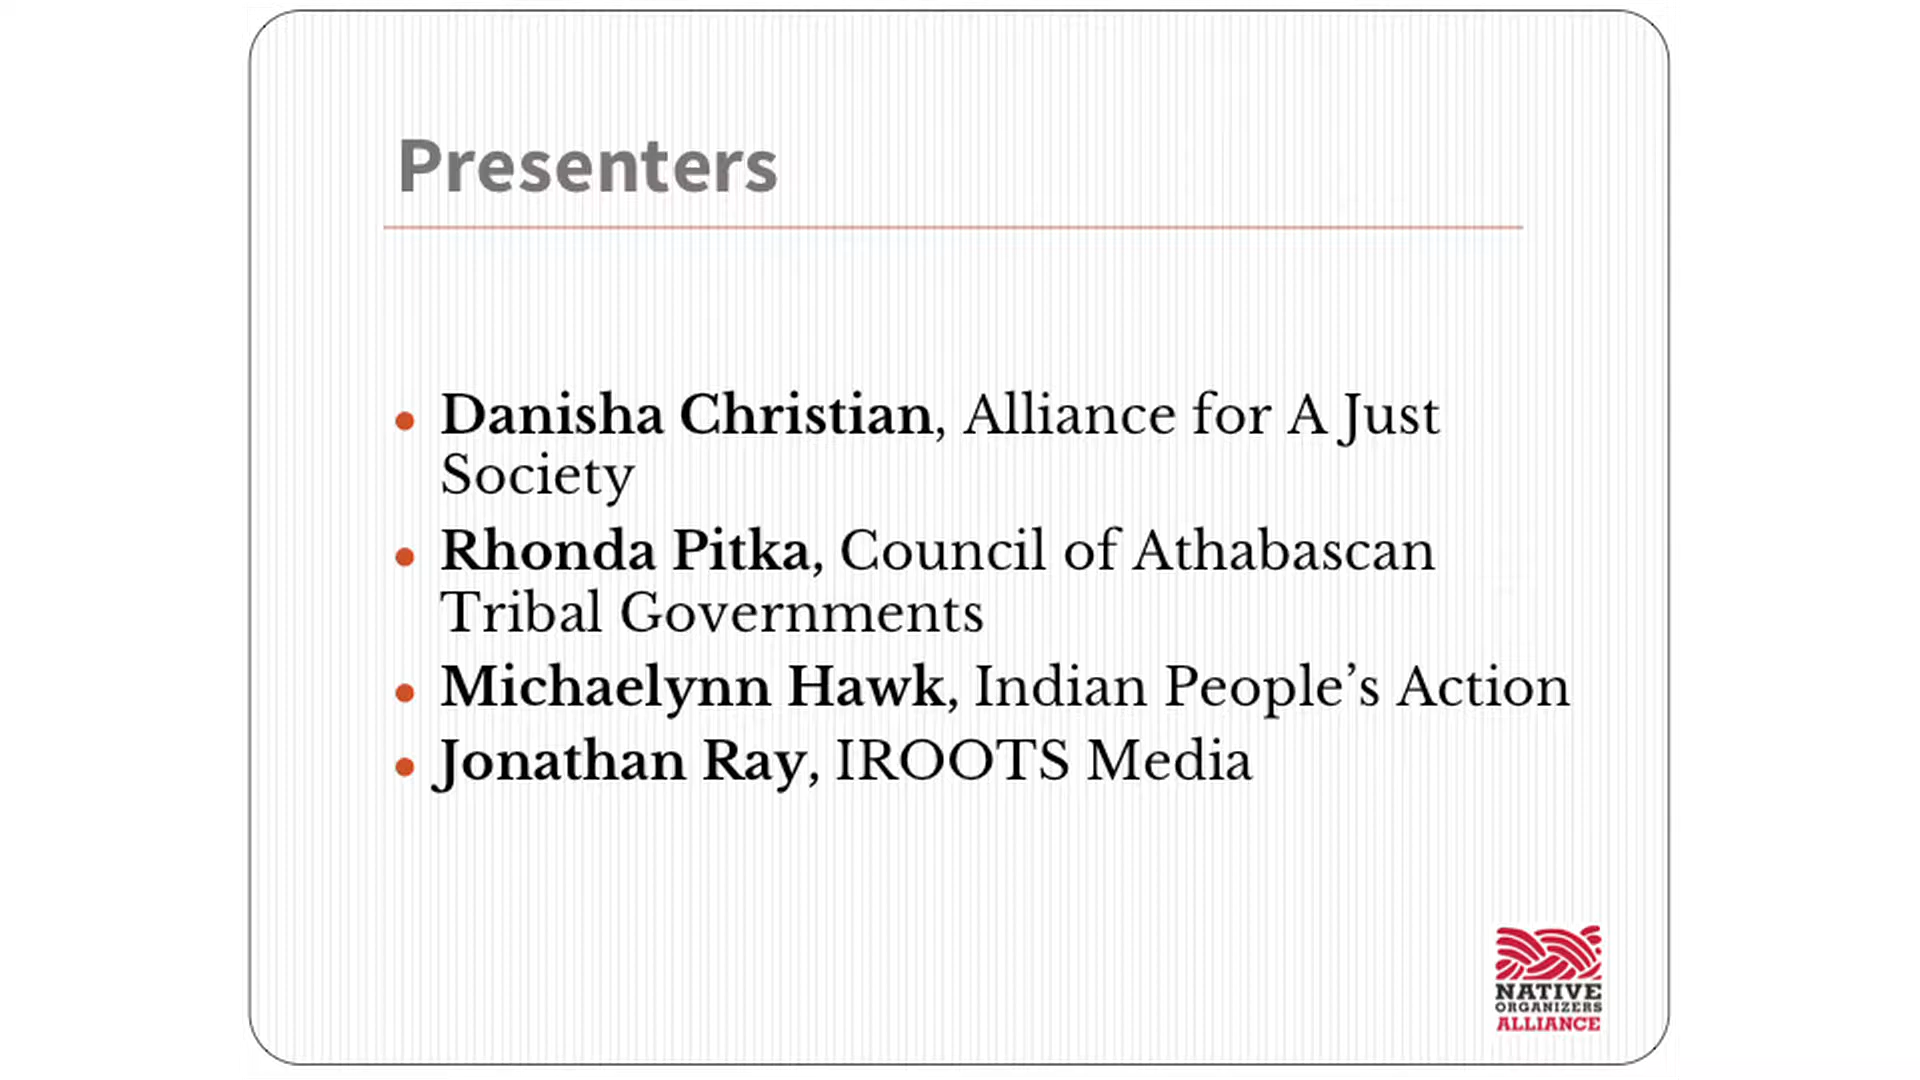 Presenters
Danisha Christian, Alliance for A Just
Society
Rhonda Pitka, Council of Athabascan
Tribal Governments
Michaelynn Hawk, Indian People’s Action
Jonathan Ray, IROOTS Media
NATIVE
ORGANIZERS
ALLIANCE